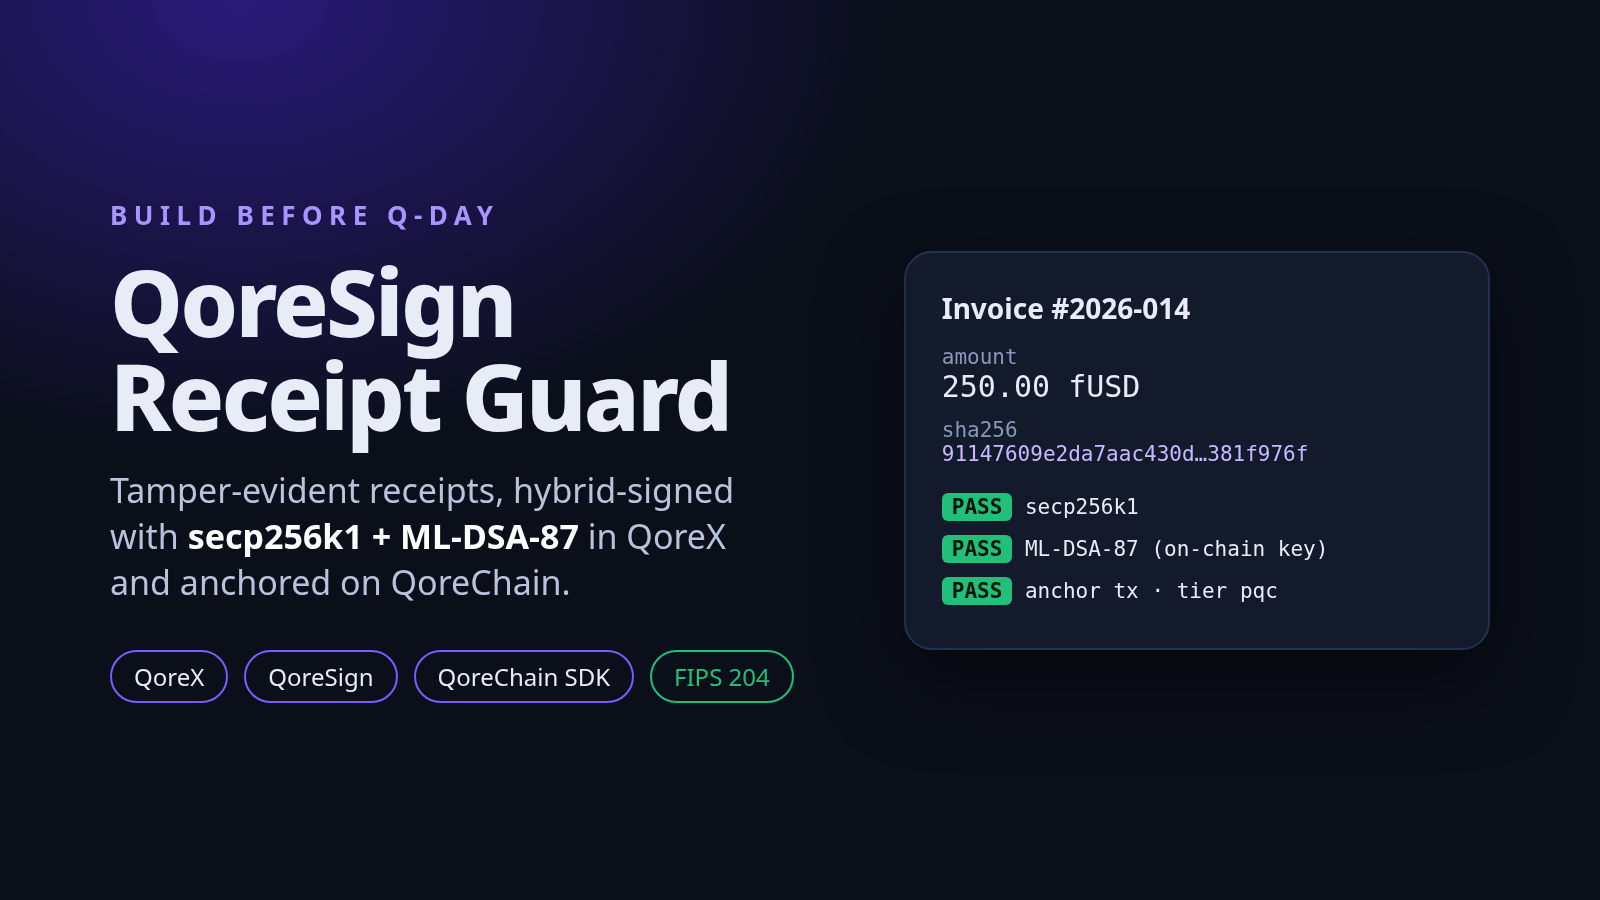 BUILD BEFORE Q-DAY
QoreSign
Receipt Guard
Tamper-evident receipts, hybrid-signed
with secp256k1 + ML-DSA-87 in QoreX
and anchored on QoreChain.
QoreX
QoreSign
QoreChain SDK
FIPS 204
Invoice #2026-014
amount
250.00 fUSD
sha256
91147609e2da7aac430d…381f976f
PASS secp256k1
PASS ML-DSA-87 (on-chain key)
PASS anchor tx · tier pqc